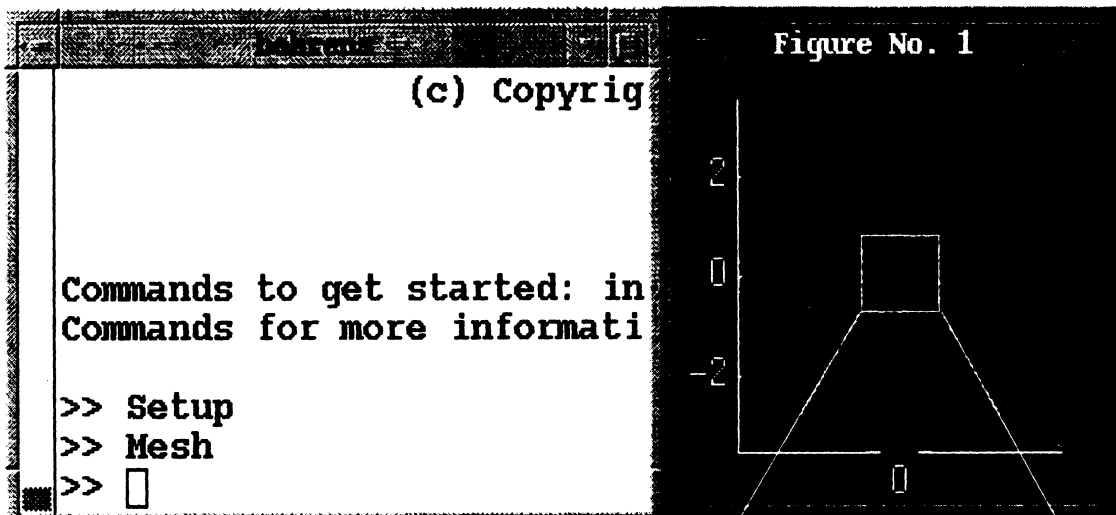 (c) Copyrig
Commands to get started: in
Commands for more informati
>> Setup
>> Mesh
>>
Figure No. 1
2
0
-2
0